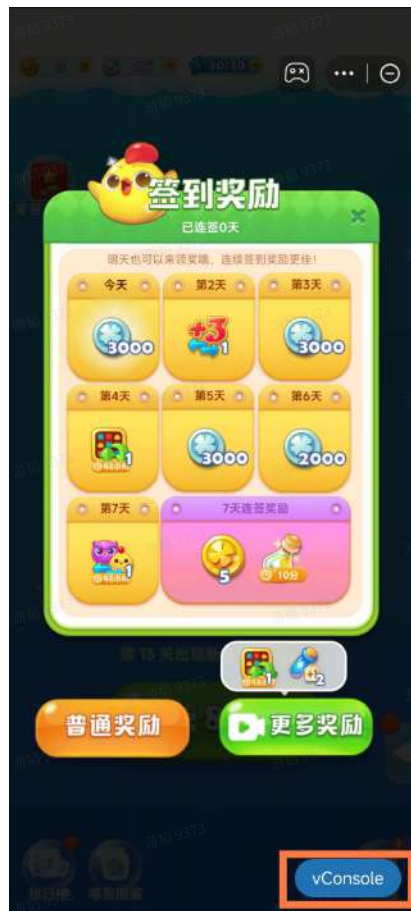 签到奖励
已连签0天
明天也可以来领奖哦，连续签到奖励更佳！
今天 第2天 第3天
3000 +3 1 3000
第4天 第5天 第6天
1 3000 2000
第7天 7天连签奖励
1 5 10分
1 +1 2
普通奖励 更多奖励
vConsole